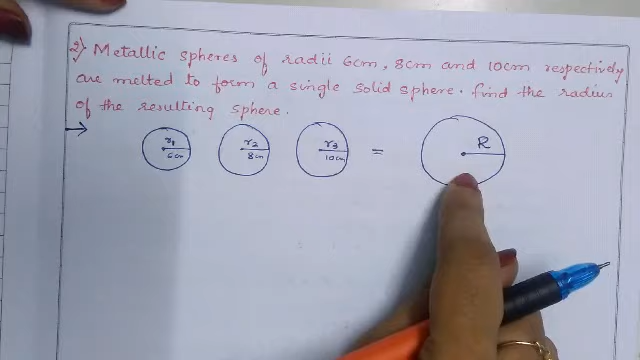 2) Metallic spheres of radii 6cm, 8cm and 10cm respectively
are melted to form a single solid sphere. Find the radius
of the resulting sphere.
→ r1 6cm r2 8cm r3 10cm = R